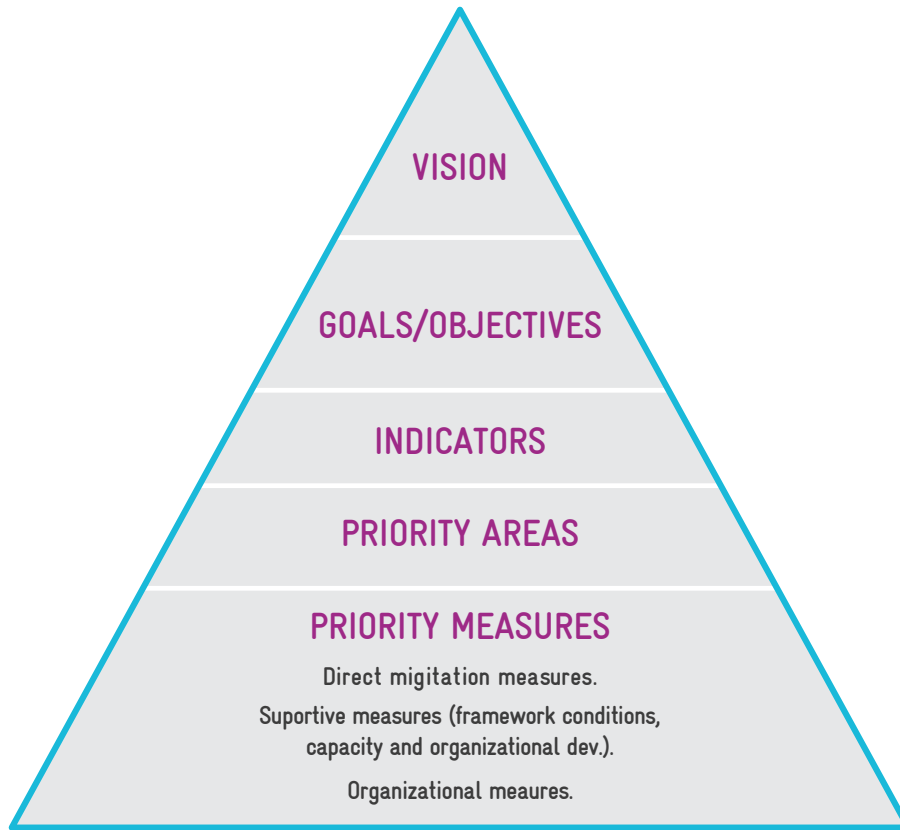 VISION
GOALS/OBJECTIVES
INDICATORS
PRIORITY AREAS
PRIORITY MEASURES
Direct migitation measures.
Suportive measures (framework conditions,
capacity and organizational dev.).
Organizational meaures.